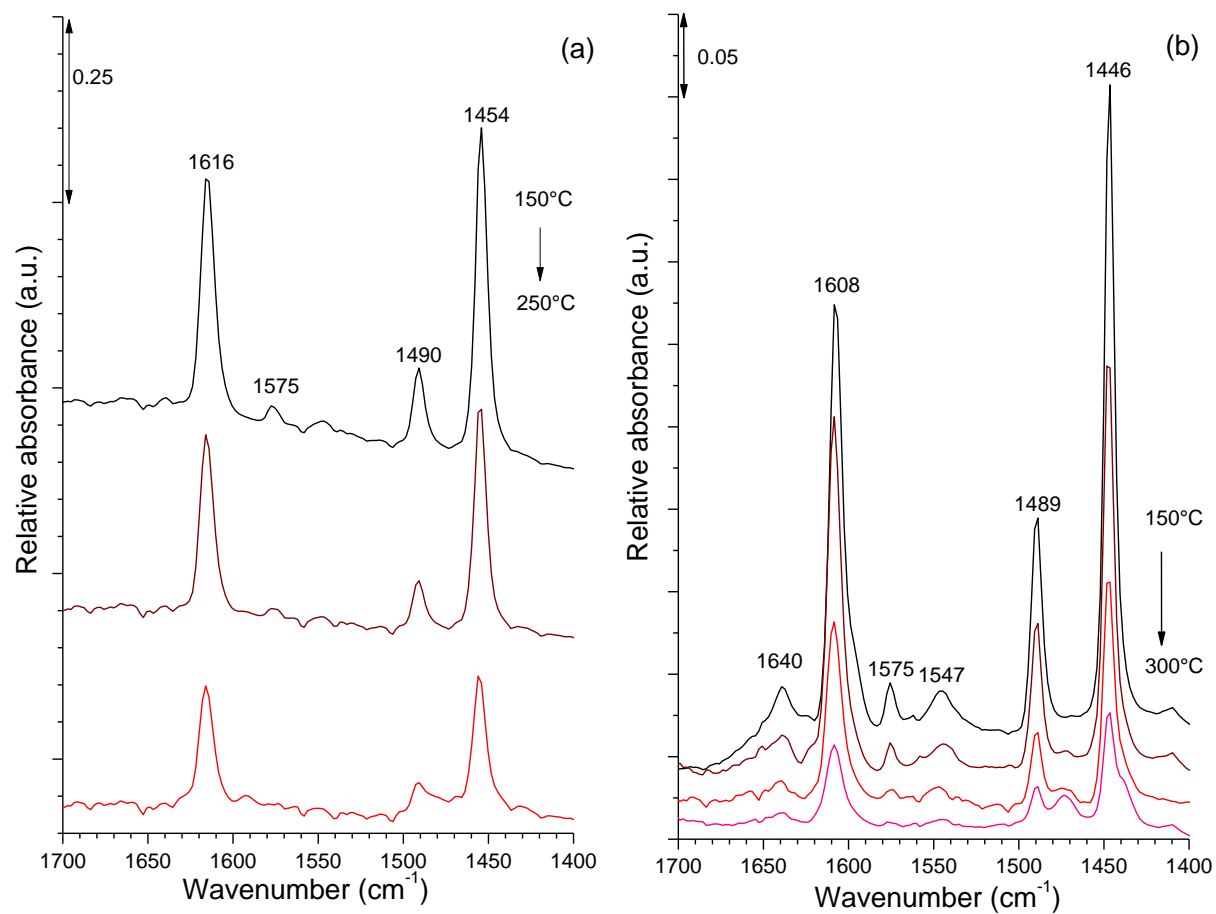 (a)
0.25
1454
1616
150°C
250°C
1490
1575
Relative absorbance (a.u.)
1700 1650 1600 1550 1500 1450 1400
Wavenumber (cm⁻¹)
(b)
0.05
1446
1608
1489
150°C
1640
1575
1547
300°C
Relative absorbance (a.u.)
1700 1650 1600 1550 1500 1450 1400
Wavenumber (cm⁻¹)